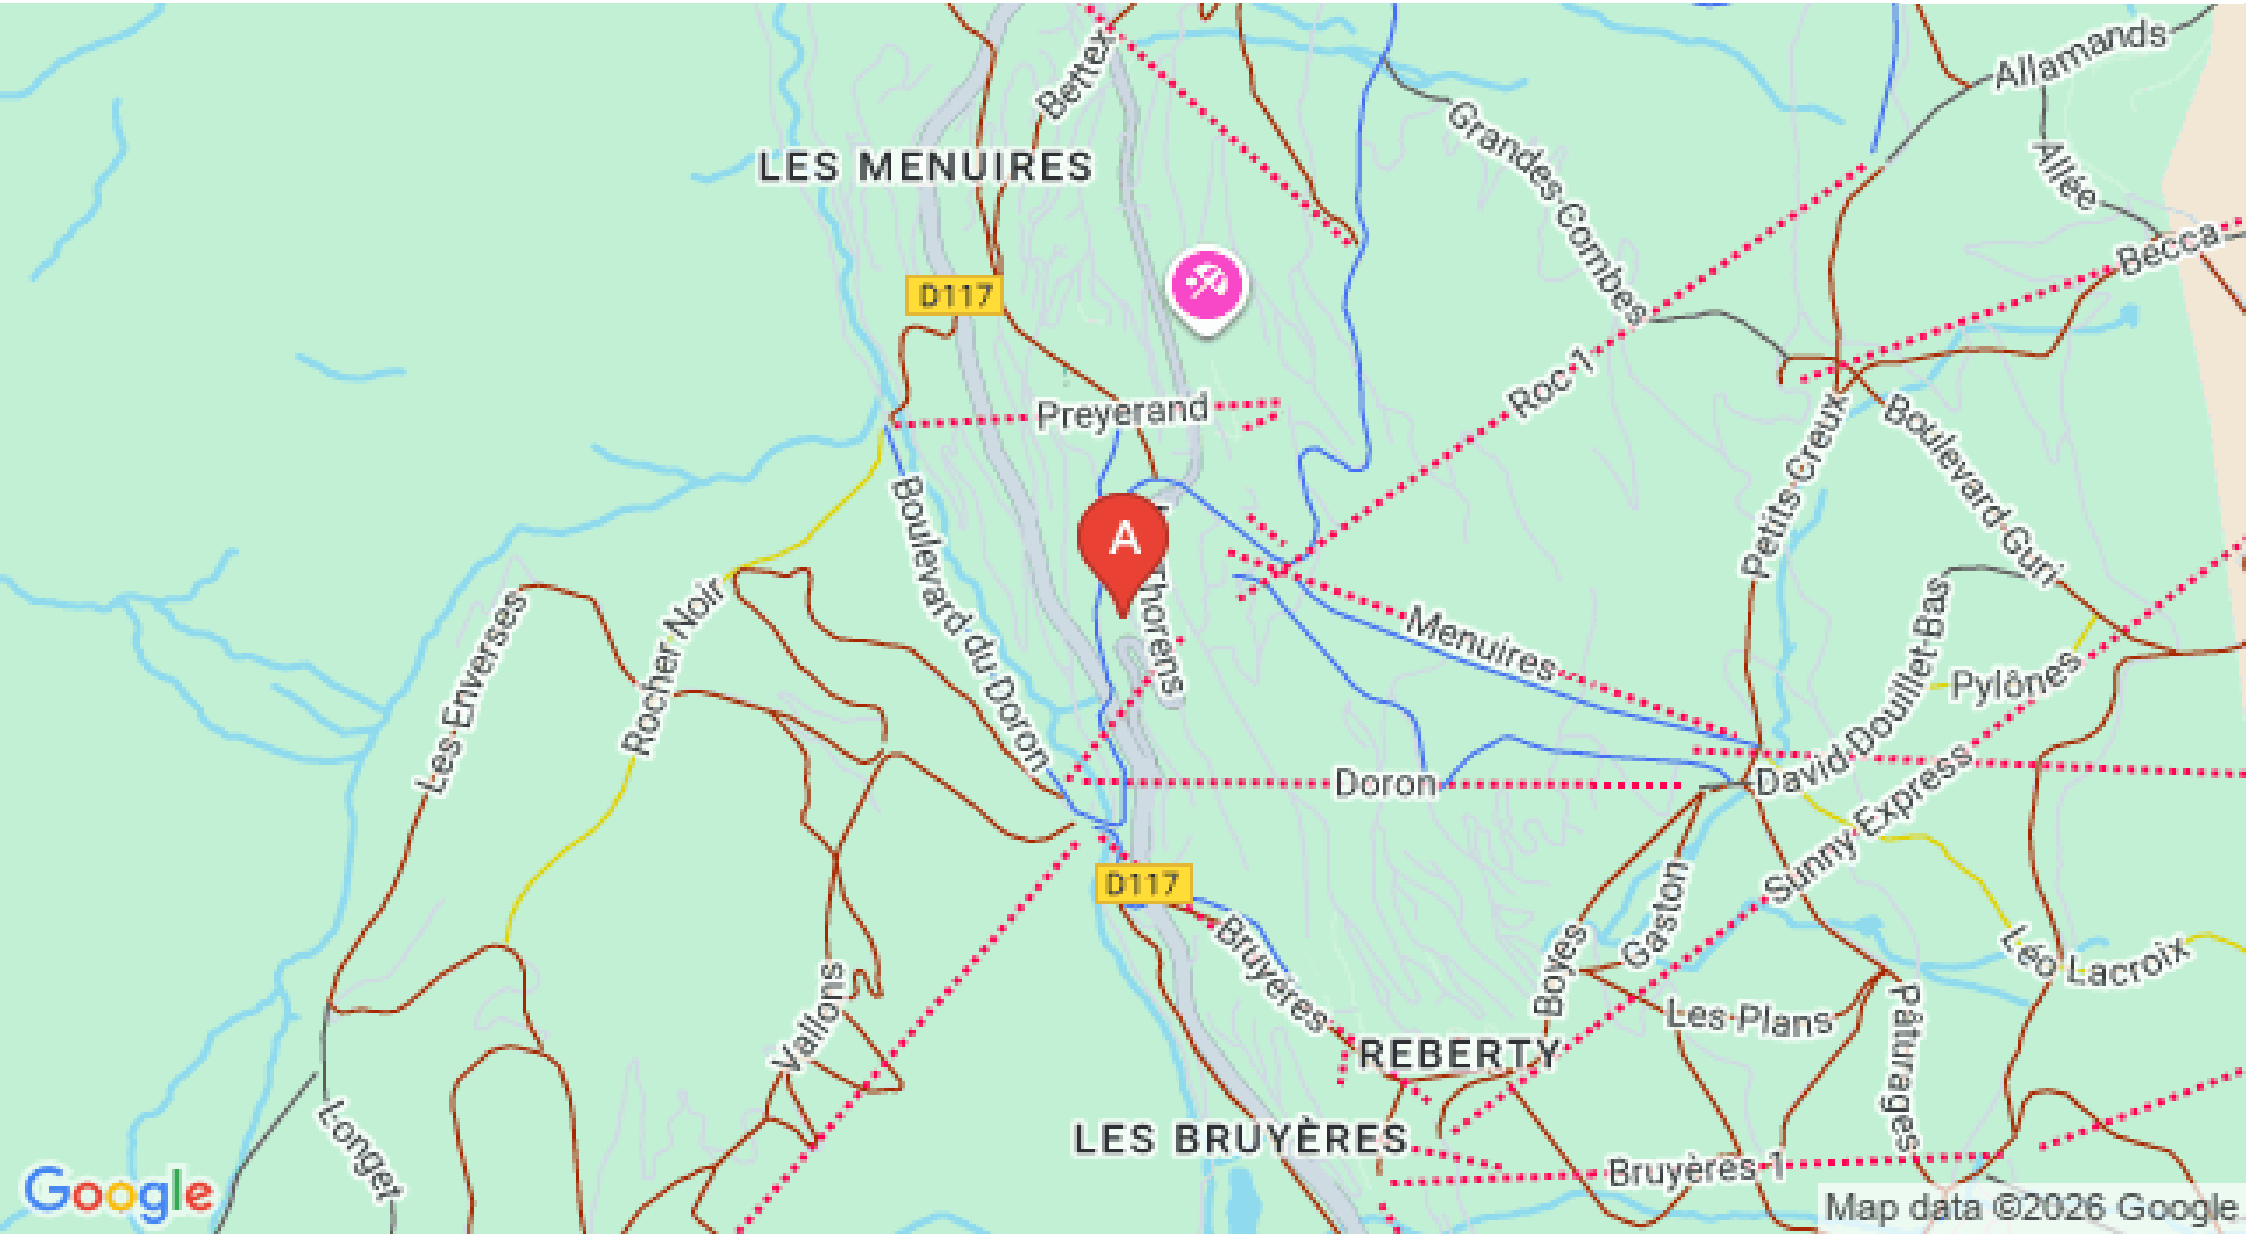 Allamands
Bettex
Grandes Combes
LES MENUIRES
Allée
Becca
D117
Roc 1
Preyerand
Petits Creux
Boulevard Guri
A
Boulevard du Doron
Thorens
Les Enverses
Rocher Noir
Menuires
David Douillet Bas
Pylônes
Doron
Sunny Express
D117
Bruyères
Gaston
Boyes
Léo Lacroix
Vallons
Les Plans
Pâturages
REBERTY
LES BRUYÈRES
Longet
Bruyères 1
Google
Map data ©2026 Google